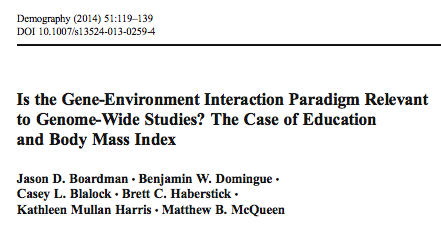 Demography (2014) 51:119–139
DOI 10.1007/s13524-013-0259-4
Is the Gene-Environment Interaction Paradigm Relevant
to Genome-Wide Studies? The Case of Education
and Body Mass Index
Jason D. Boardman · Benjamin W. Domingue ·
Casey L. Blalock · Brett C. Haberstick ·
Kathleen Mullan Harris · Matthew B. McQueen